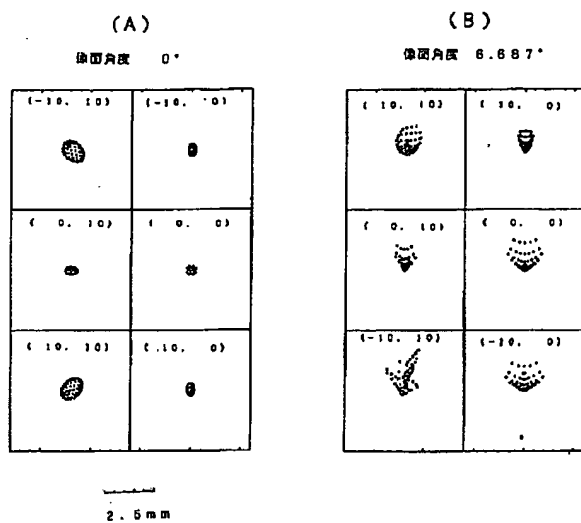 (A)
像面角度 0°
(-10, 10) (-10, 0)
( 0, 10) ( 0, 0)
( 10, 10) ( 10, 0)
2.5mm
(B)
像面角度 6.687°
( 10, 10) ( 10, 0)
( 0, 10) ( 0, 0)
(-10, 10) (-10, 0)